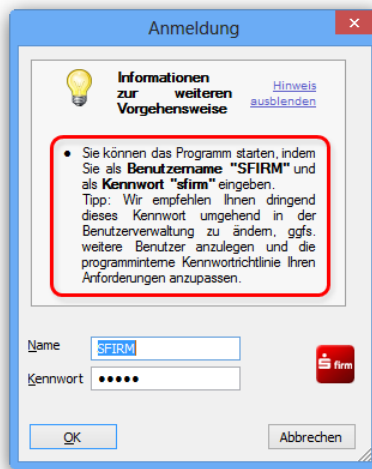 Anmeldung
Informationen
zur weiteren
Vorgehensweise
Hinweis
ausblenden
• Sie können das Programm starten, indem
Sie als Benutzername "SFIRM" und
als Kennwort "sfirm" eingeben.
Tipp: Wir empfehlen Ihnen dringend
dieses Kennwort umgehend in der
Benutzerverwaltung zu ändern, ggfs.
weitere Benutzer anzulegen und die
programminterne Kennwortrichtlinie Ihren
Anforderungen anzupassen.
Name SFIRM
Kennwort •••••
firm
OK Abbrechen